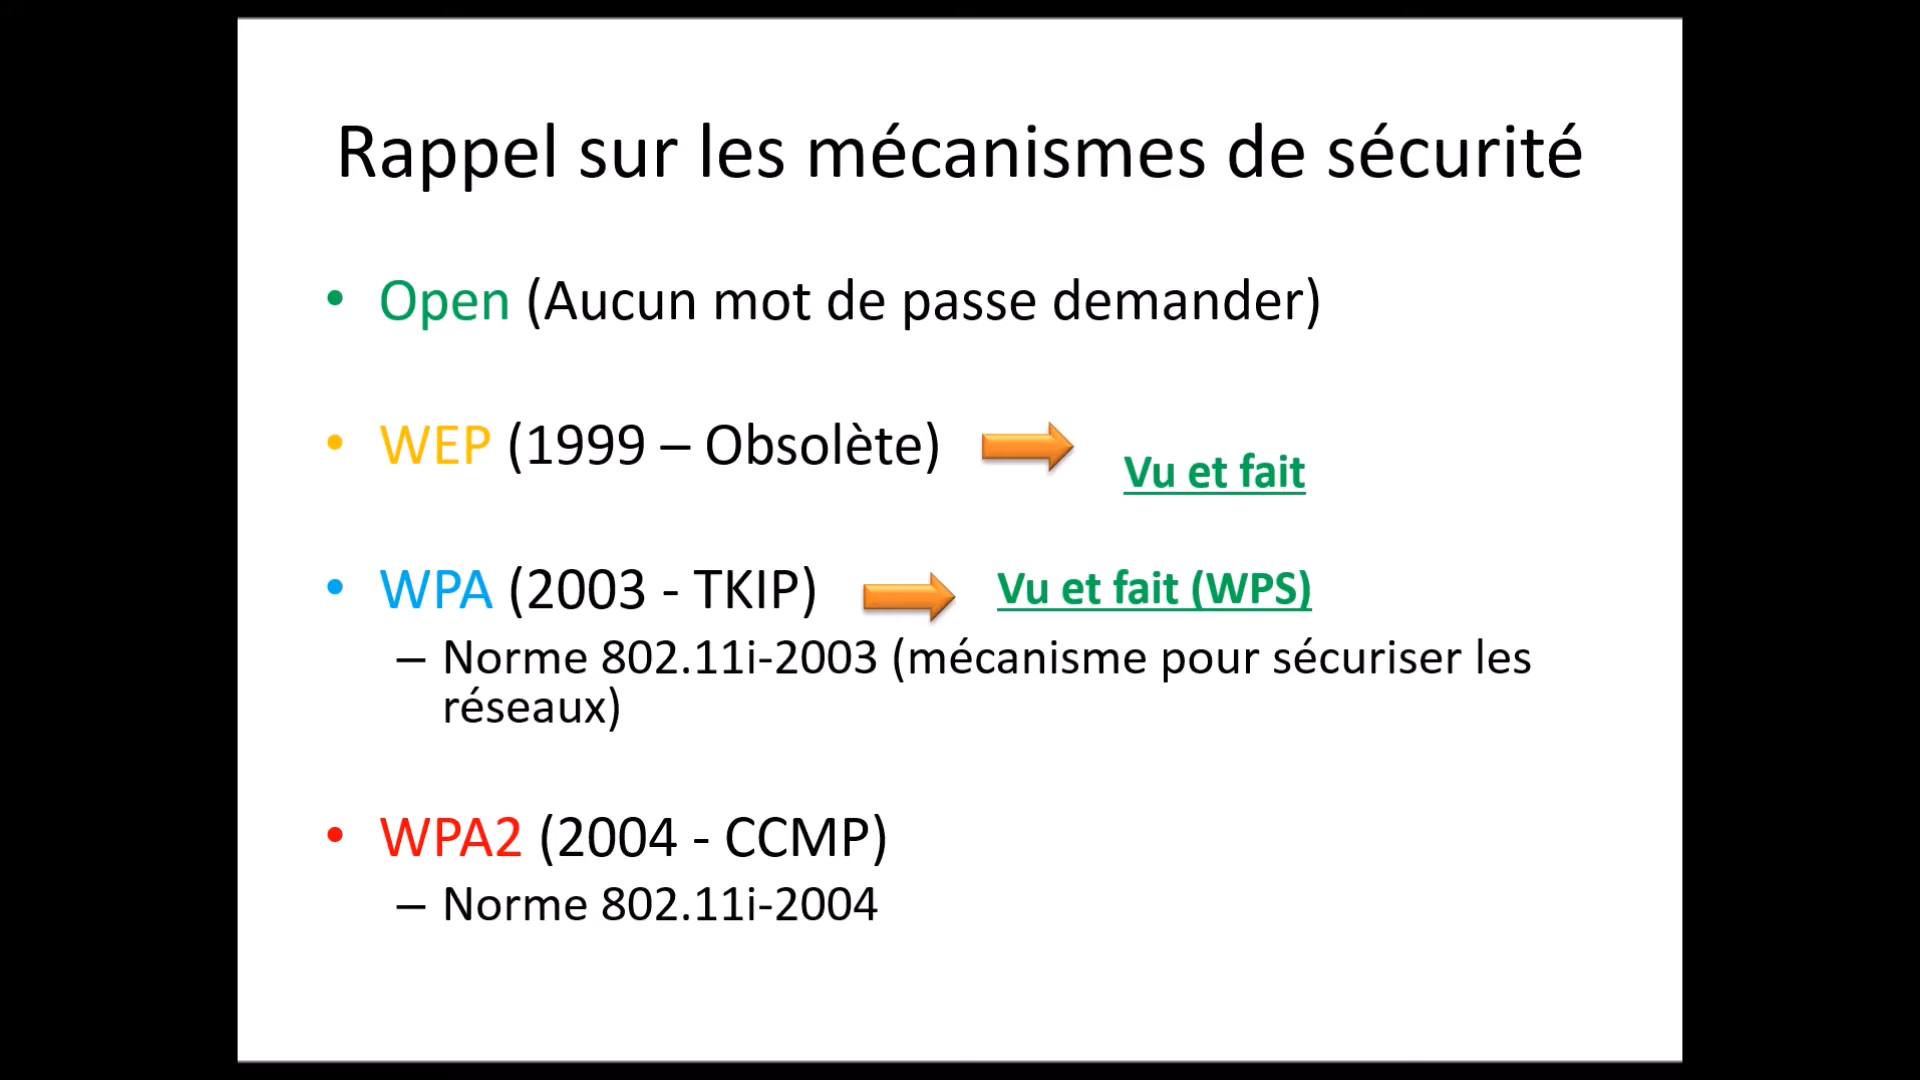 Rappel sur les mécanismes de sécurité
• Open (Aucun mot de passe demander)
• WEP (1999 – Obsolète)
Vu et fait
• WPA (2003 - TKIP)
Vu et fait (WPS)
– Norme 802.11i-2003 (mécanisme pour sécuriser les
réseaux)
• WPA2 (2004 - CCMP)
– Norme 802.11i-2004